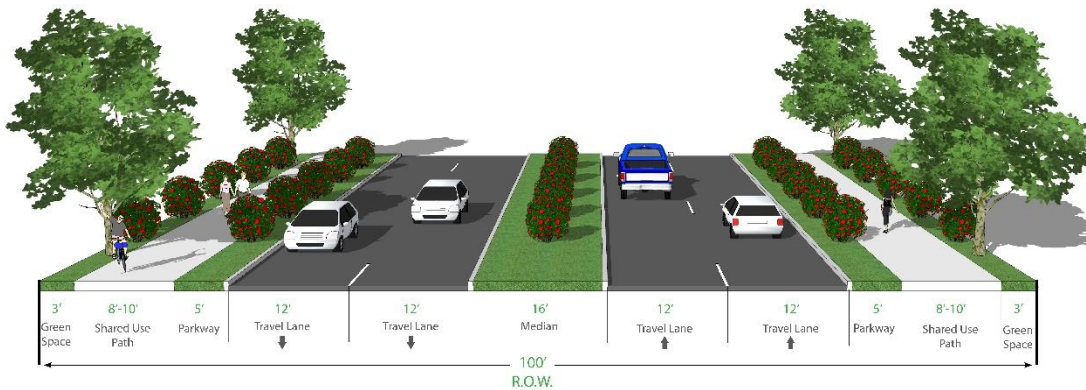 3' 8'-10' 5' 12' 12' 16' 12' 12' 5' 8'-10' 3'
Green Shared Use Parkway Travel Lane Travel Lane Median Travel Lane Travel Lane Parkway Shared Use Green
Space Path Path Space
100'
R.O.W.